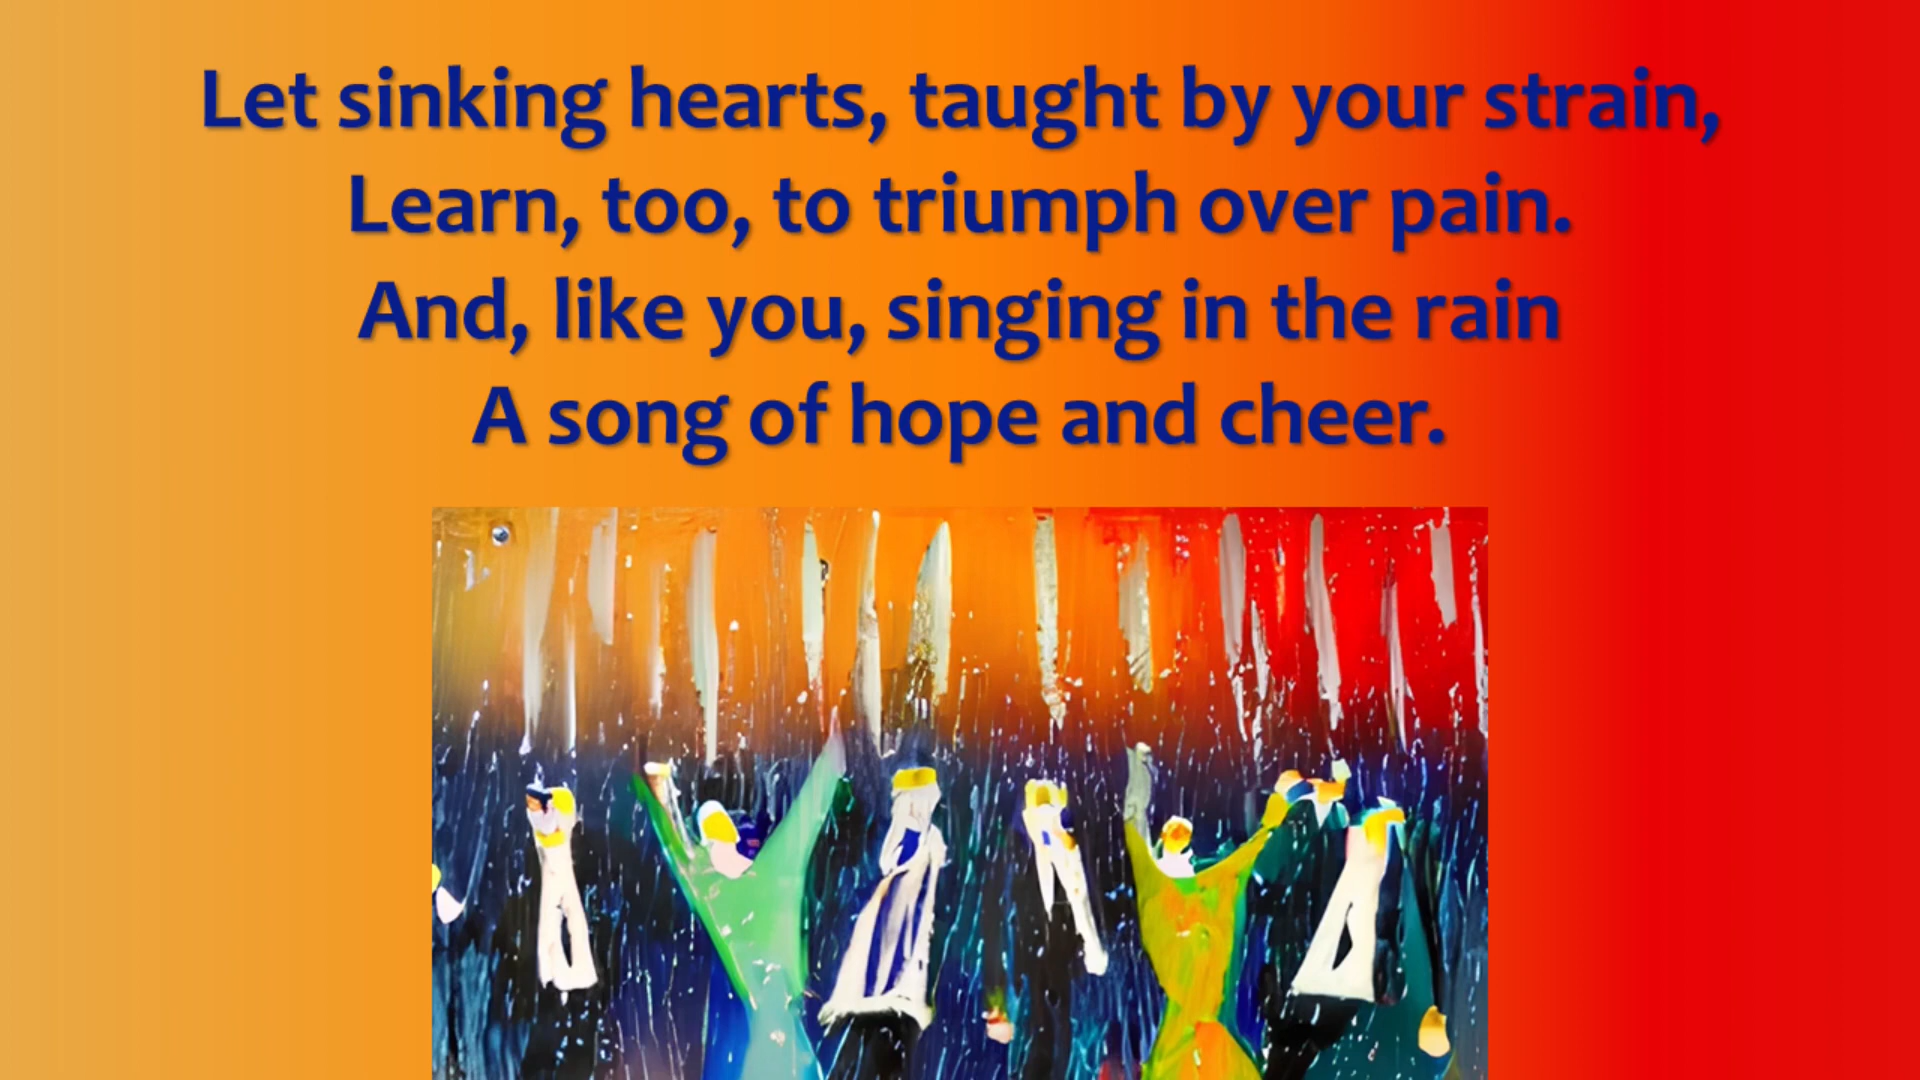 Let sinking hearts, taught by your strain,
Learn, too, to triumph over pain.
And, like you, singing in the rain
A song of hope and cheer.